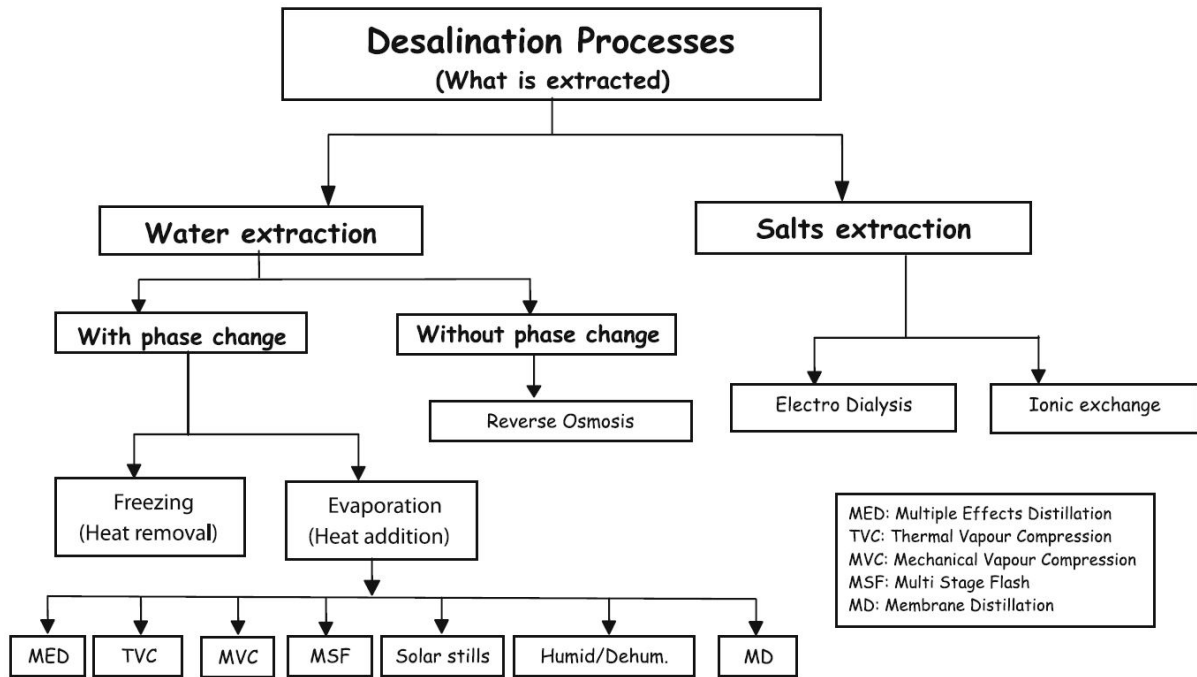 Desalination Processes
(What is extracted)
Water extraction
Salts extraction
With phase change
Without phase change
Reverse Osmosis
Electro Dialysis
Ionic exchange
Freezing
(Heat removal)
Evaporation
(Heat addition)
MED: Multiple Effects Distillation
TVC: Thermal Vapour Compression
MVC: Mechanical Vapour Compression
MSF: Multi Stage Flash
MD: Membrane Distillation
MED
TVC
MVC
MSF
Solar stills
Humid/Dehum.
MD